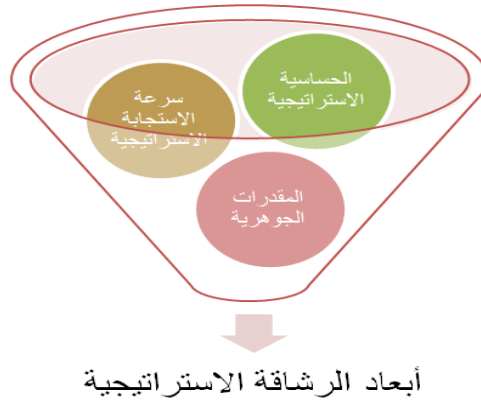 الحساسية
الاستراتيجية
سرعة
الاستجابة
الاستراتيجية
المقدرات
الجوهرية
أبعاد الرشاقة الاستراتيجية